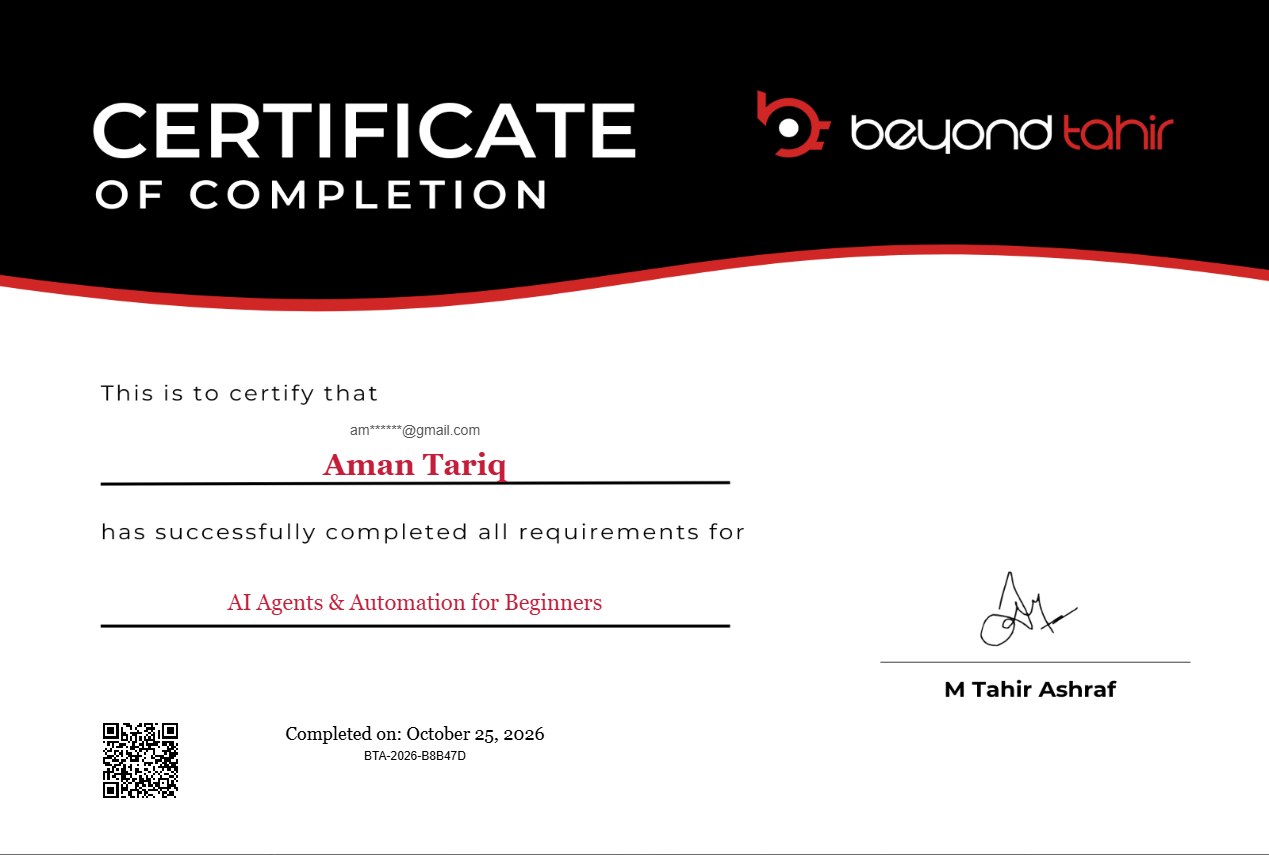 CERTIFICATE
OF COMPLETION
beyond tahir
This is to certify that
am******@gmail.com
Aman Tariq
has successfully completed all requirements for
AI Agents & Automation for Beginners
M Tahir Ashraf
Completed on: October 25, 2026
BTA-2026-B8B47D